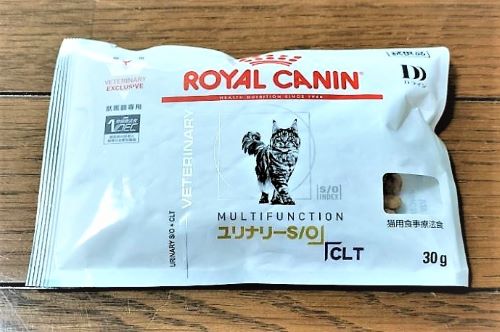 VETERINARY
EXCLUSIVE
獣医師専用
ROYAL CANIN
HEALTH NUTRITION SINCE 1968
VETERINARY
URINARY S/O + CLT
S/O
INDEX
MULTIFUNCTION
ユリナリーS/O
CLT
猫用食事療法食
30g